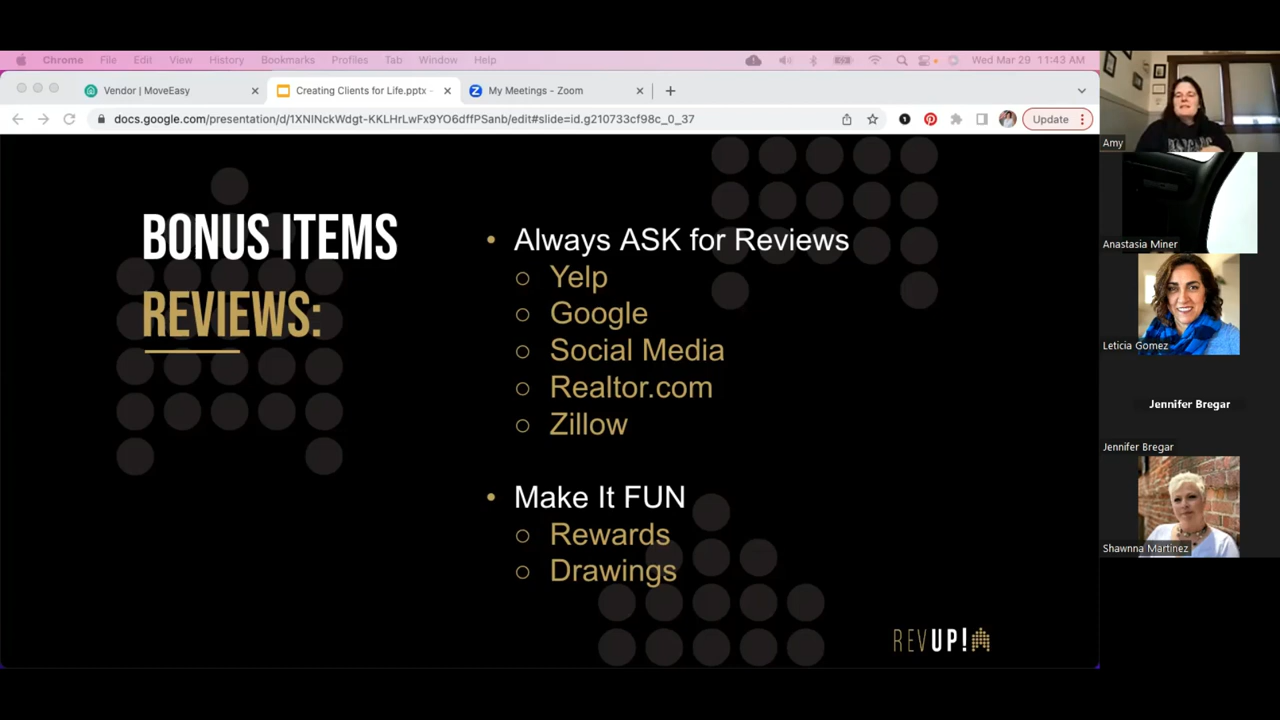 Chrome File Edit View History Bookmarks Profiles Tab Window Help Wed Mar 29 11:43 AM
Vendor | MoveEasy
Creating Clients for Life.pptx -
My Meetings - Zoom
docs.google.com/presentation/d/1XNINckWdgt-KKLHrLwFx9YO6dffPSanb/edit#slide=id.g210733cf98c_0_37
Update
BONUS ITEMS
REVIEWS:
• Always ASK for Reviews
○ Yelp
○ Google
○ Social Media
○ Realtor.com
○ Zillow
• Make It FUN
○ Rewards
○ Drawings
REVUP!
Amy
Anastasia Miner
Leticia Gomez
Jennifer Bregar
Jennifer Bregar
Shawnna Martinez